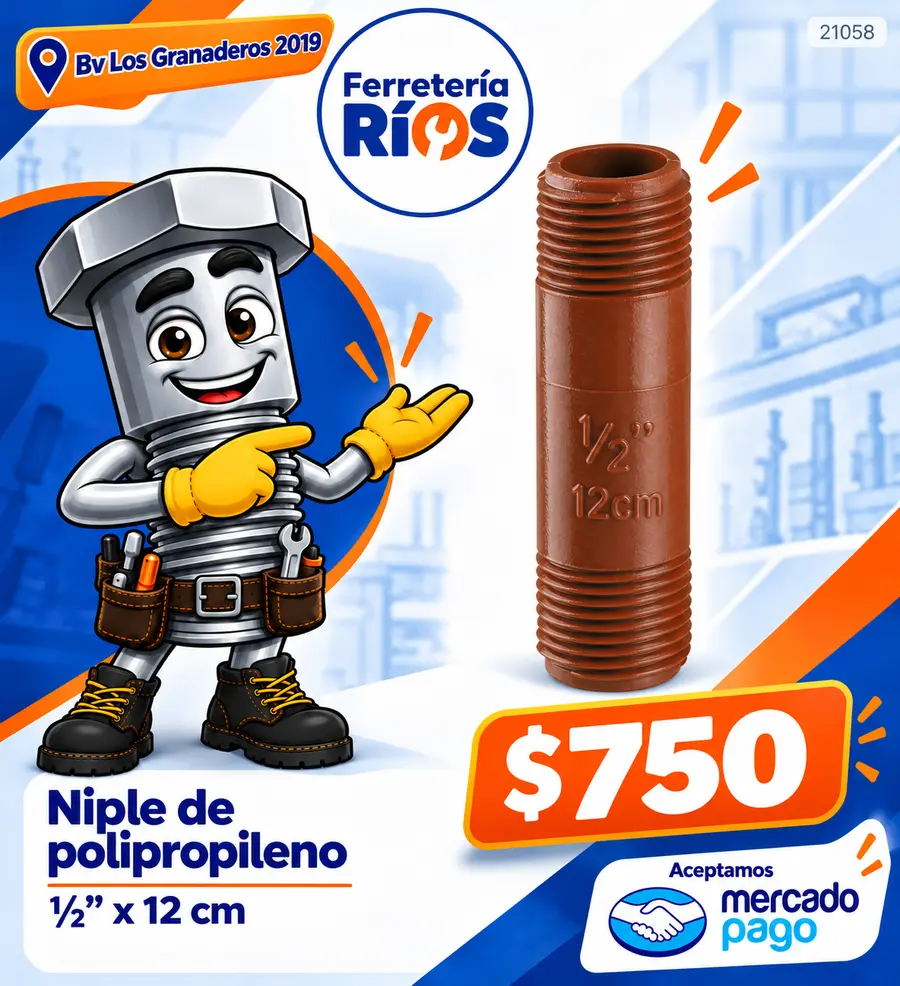 Bv Los Granaderos 2019
Ferretería
RÍOS
21058
1/2”
12cm
$750
Niple de
polipropileno
½” x 12 cm
Aceptamos
mercado
pago